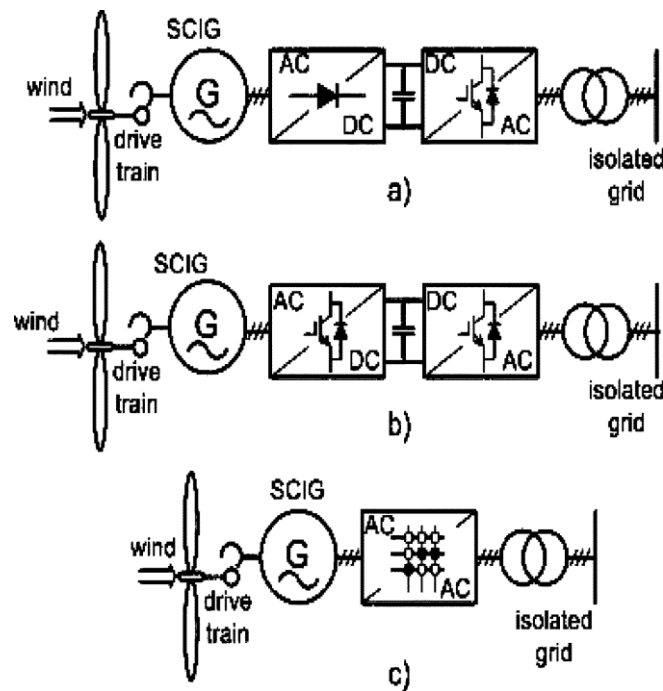 SCIG
wind
G
AC
DC
DC
AC
drive
train
isolated
grid
a)
SCIG
wind
G
AC
DC
DC
AC
drive
train
isolated
grid
b)
SCIG
wind
G
AC
AC
drive
train
isolated
grid
c)